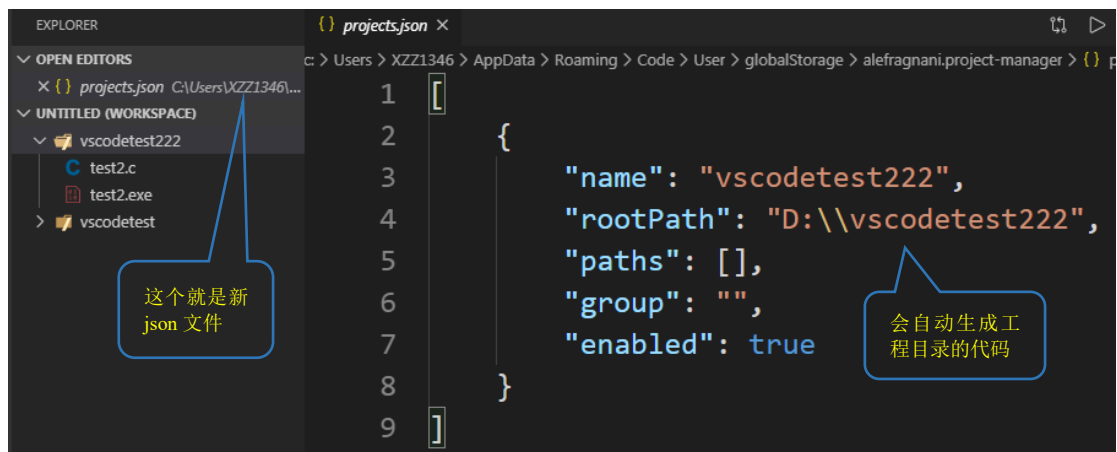 EXPLORER
OPEN EDITORS
projects.json C:\Users\XZZ1346\...
UNTITLED (WORKSPACE)
vscodetest222
C test2.c
test2.exe
vscodetest
这个就是新
json 文件
{ } projects.json ×
c: > Users > XZZ1346 > AppData > Roaming > Code > User > globalStorage > alefragnani.project-manager > { } p
1 [
2 {
3 "name": "vscodetest222",
4 "rootPath": "D:\\vscodetest222",
5 "paths": [],
6 "group": "",
7 "enabled": true
8 }
9 ]
会自动生成工
程目录的代码